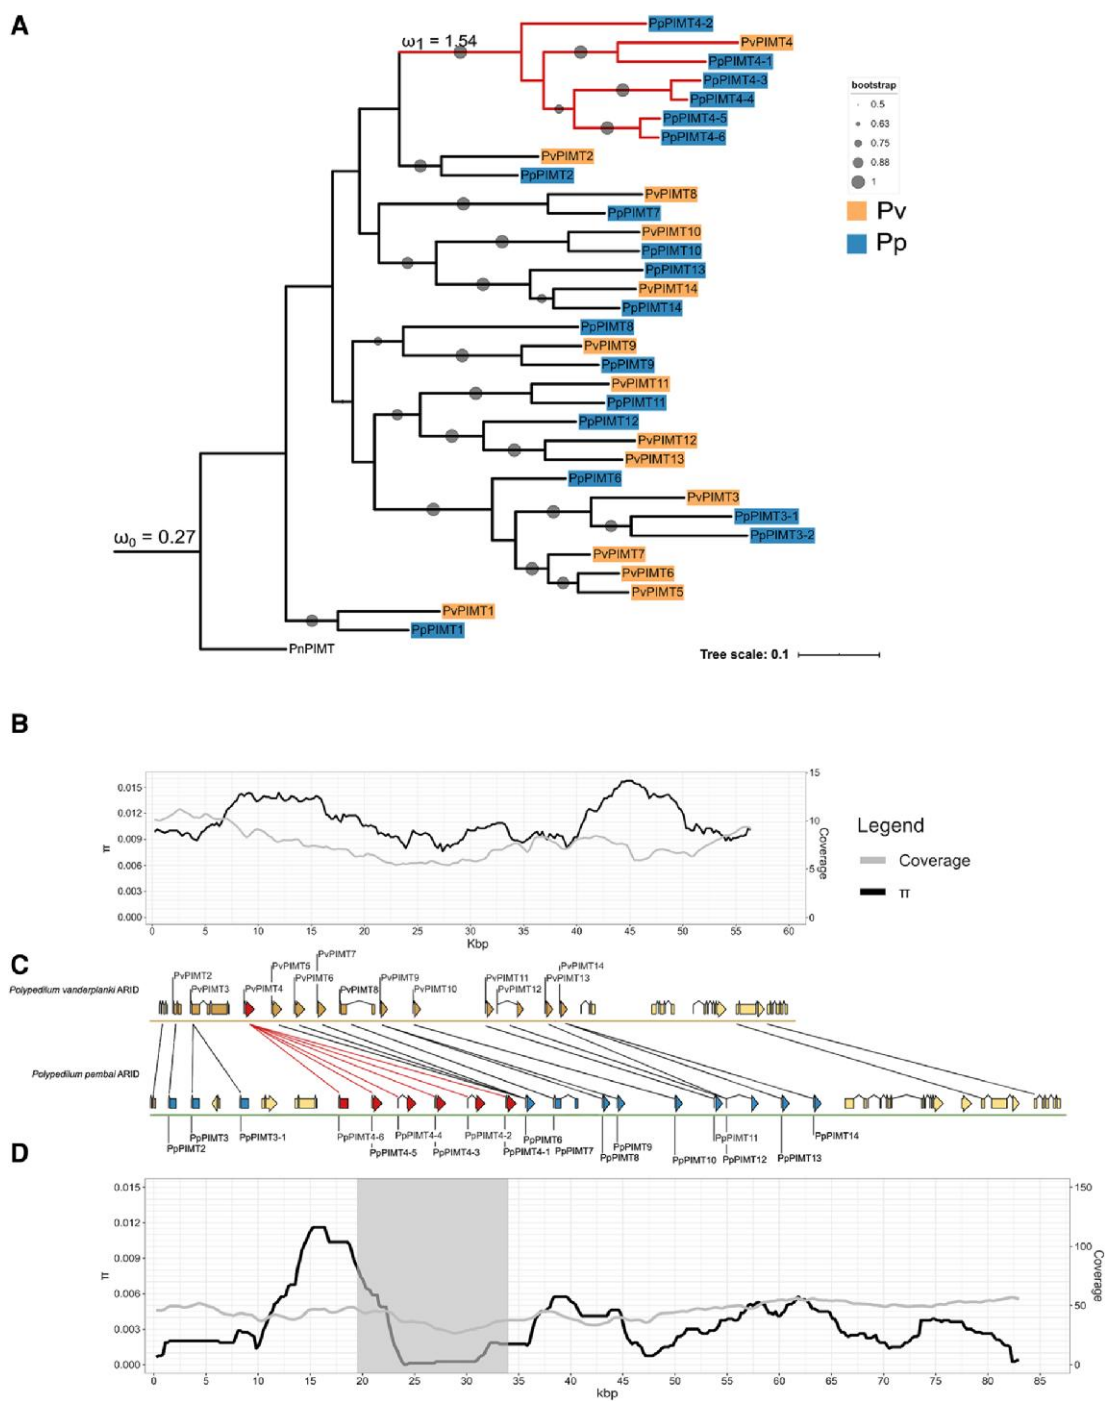 A
ω1 = 1.54
PpPIMT4-2
PvPIMT4
PpPIMT4-1
PpPIMT4-3
PpPIMT4-4
PpPIMT4-5
PpPIMT4-6
PvPIMT2
PpPIMT2
PvPIMT8
PpPIMT7
PvPIMT10
PpPIMT10
PpPIMT13
PvPIMT14
PpPIMT14
PpPIMT8
PvPIMT9
PpPIMT9
PvPIMT11
PpPIMT11
PpPIMT12
PvPIMT12
PvPIMT13
PpPIMT6
PvPIMT3
PpPIMT3-1
PpPIMT3-2
PvPIMT7
PvPIMT6
PvPIMT5
PvPIMT1
PpPIMT1
PnPIMT
ω0 = 0.27
bootstrap
0.5
0.63
0.75
0.88
1
Pv
Pp
Tree scale: 0.1
B
0.015
0.012
0.009
0.006
0.003
0.000
π
15
10
5
0
Coverage
0 5 10 15 20 25 30 35 40 45 50 55 60
Kbp
Legend
Coverage
π
C
PvPIMT7
PvPIMT5
PvPIMT14
PvPIMT2
PvPIMT6
PvPIMT9
PvPIMT11
PvPIMT13
Polypedilum vanderplanki ARID
PvPIMT3
PvPIMT4
PvPIMT8
PvPIMT10
PvPIMT12
Polypedilum pembai ARID
PpPIMT3
PpPIMT3-1
PpPIMT4-6
PpPIMT4-4
PpPIMT4-2
PpPIMT6
PpPIMT9
PpPIMT11
PpPIMT14
PpPIMT2
PpPIMT4-5
PpPIMT4-3
PpPIMT4-1
PpPIMT7
PpPIMT8
PpPIMT10
PpPIMT12
PpPIMT13
D
0.015
0.012
0.009
0.006
0.003
0.000
π
150
100
50
0
Coverage
0 5 10 15 20 25 30 35 40 45 50 55 60 65 70 75 80 85
kbp